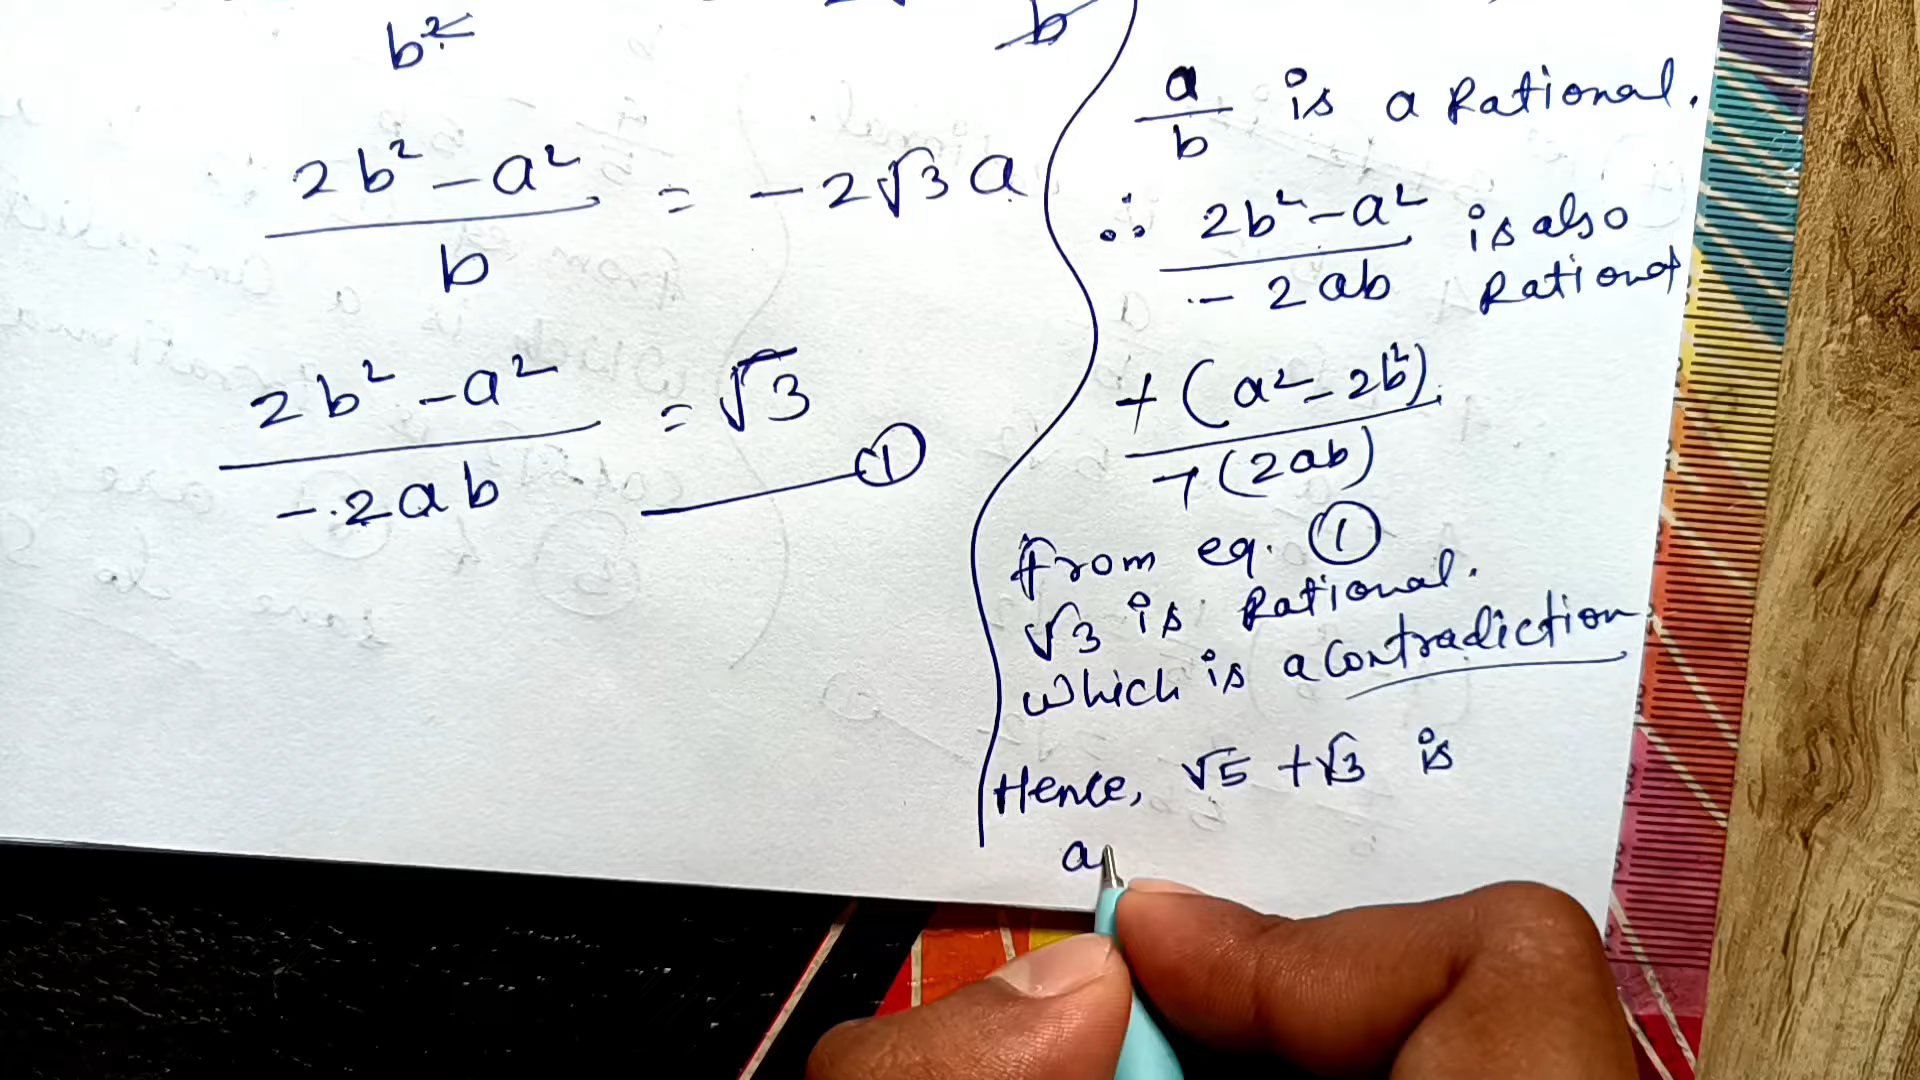 b²
2b² - a² / b = -2√3 a
2b² - a² / -2ab = √3 ——— ①
b
a/b is a Rational.
∴ 2b² - a² / -2ab is also Rational
+(a² - 2b²) / +(2ab)
from eq. ①
√3 is Rational.
which is a contradiction
Hence, √5 + √3 is
a